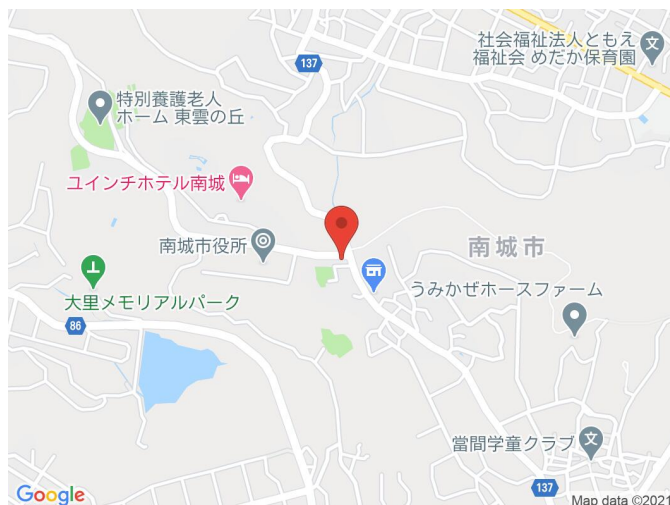 社会福祉法人ともえ
福祉会 めだか保育園
137
特別養護老人
ホーム 東雲の丘
ユインチホテル南城
南城市役所
南城市
うみかぜホースファーム
大里メモリアルパーク
86
當間学童クラブ
137
Google
Map data ©2021